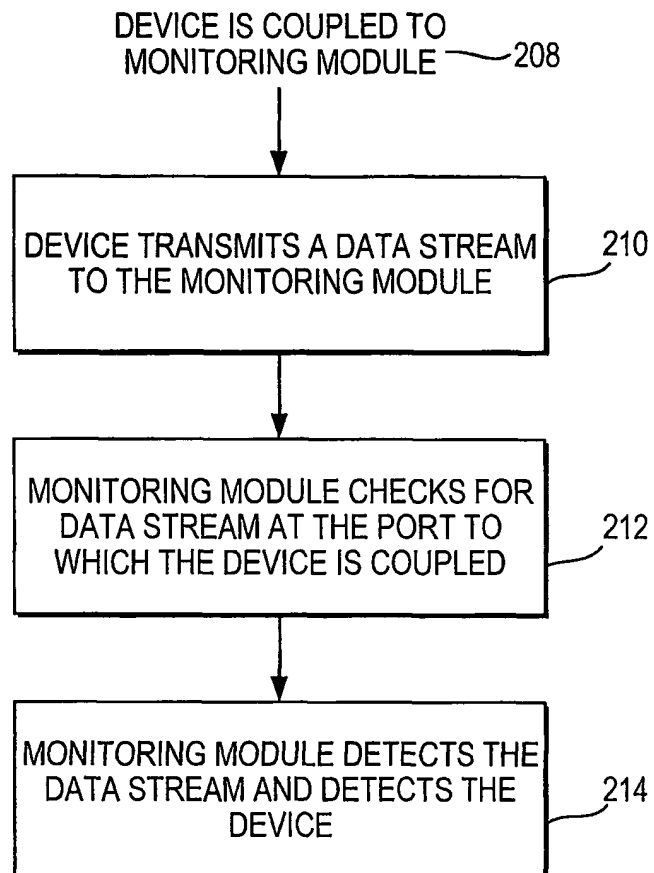 DEVICE IS COUPLED TO
MONITORING MODULE 208
DEVICE TRANSMITS A DATA STREAM
TO THE MONITORING MODULE
210
MONITORING MODULE CHECKS FOR
DATA STREAM AT THE PORT TO
WHICH THE DEVICE IS COUPLED
212
MONITORING MODULE DETECTS THE
DATA STREAM AND DETECTS THE
DEVICE
214